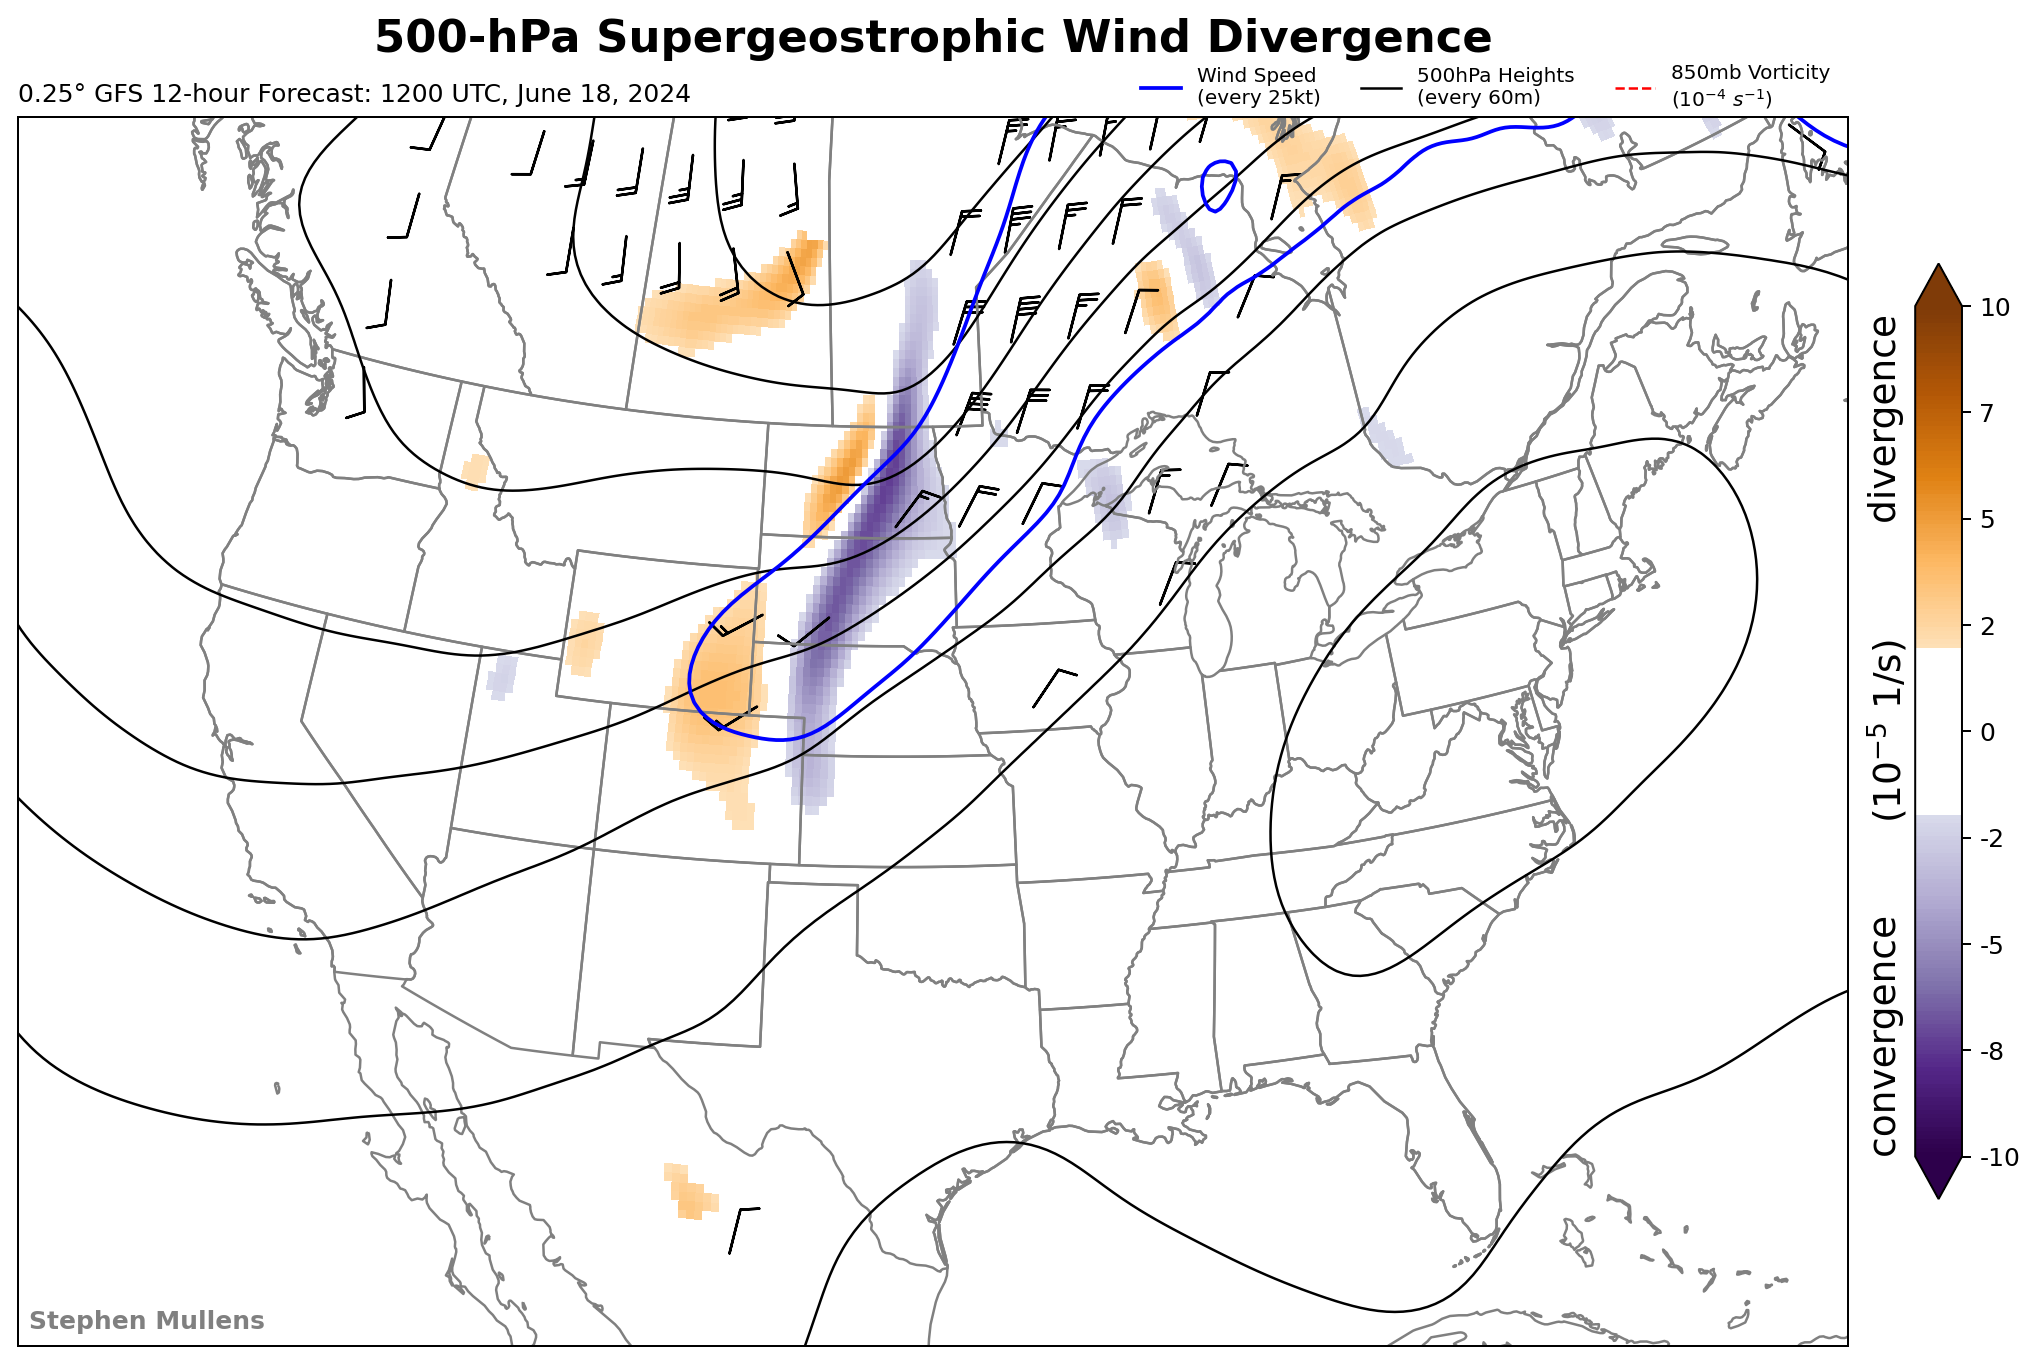 500-hPa Supergeostrophic Wind Divergence
0.25° GFS 12-hour Forecast: 1200 UTC, June 18, 2024
Wind Speed
(every 25kt)
500hPa Heights
(every 60m)
850mb Vorticity
(10⁻⁴ s⁻¹)
10
7
5
2
0
-2
-5
-8
-10
convergence (10⁻⁵ 1/s) divergence
Stephen Mullens